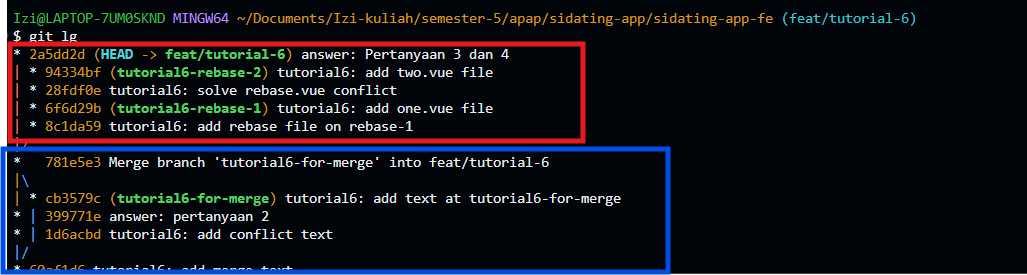 Izi@LAPTOP-7UM0SKND MINGW64 ~/Documents/Izi-kuliah/semester-5/apap/sidating-app/sidating-app-fe (feat/tutorial-6)
$ git lg
* 2a5dd2d (HEAD -> feat/tutorial-6) answer: Pertanyaan 3 dan 4
| * 94334bf (tutorial6-rebase-2) tutorial6: add two.vue file
| * 28fdf0e tutorial6: solve rebase.vue conflict
| * 6f6d29b (tutorial6-rebase-1) tutorial6: add one.vue file
| * 8c1da59 tutorial6: add rebase file on rebase-1
|/
*   781e5e3 Merge branch 'tutorial6-for-merge' into feat/tutorial-6
|\
| * cb3579c (tutorial6-for-merge) tutorial6: add text at tutorial6-for-merge
* | 399771e answer: pertanyaan 2
* | 1d6acbd tutorial6: add conflict text
|/
* 60af1d6 tutorial6: add merge text